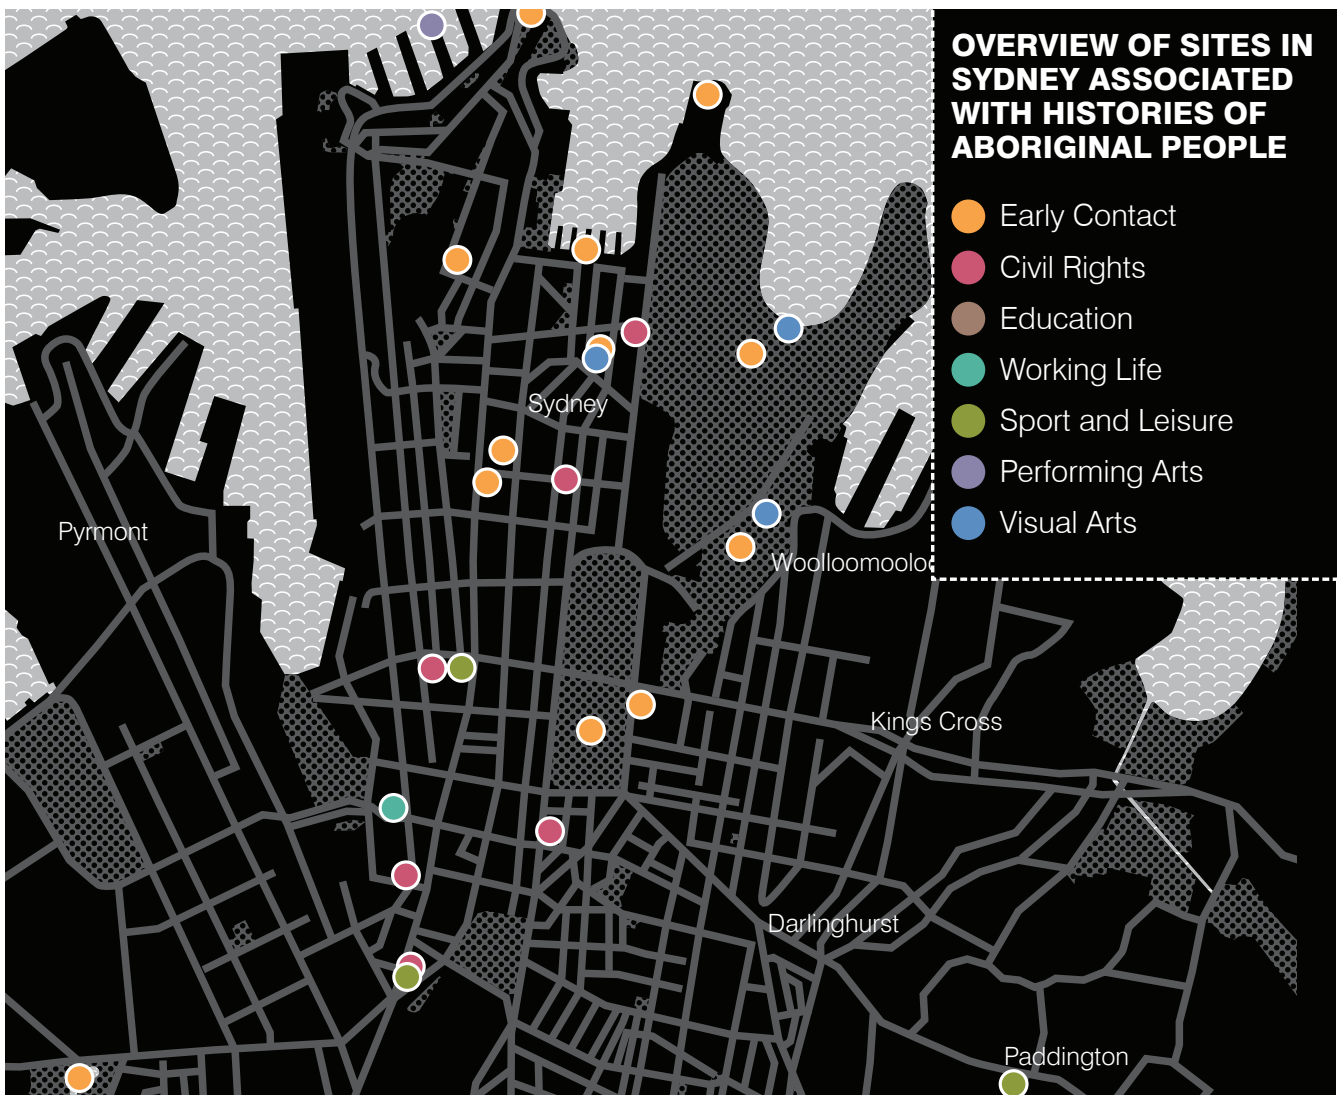 OVERVIEW OF SITES IN
SYDNEY ASSOCIATED
WITH HISTORIES OF
ABORIGINAL PEOPLE
Early Contact
Civil Rights
Education
Working Life
Sport and Leisure
Performing Arts
Visual Arts
Sydney
Pyrmont
Woolloomooloo
Kings Cross
Darlinghurst
Paddington